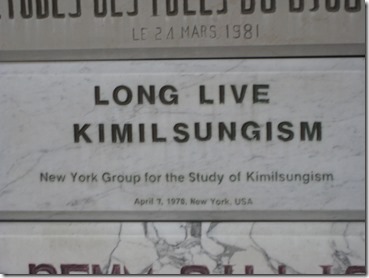 LE 24 MARS 1981
LONG LIVE
KIMILSUNGISM
New York Group for the Study of Kimilsungism
April 7, 1978, New York, USA